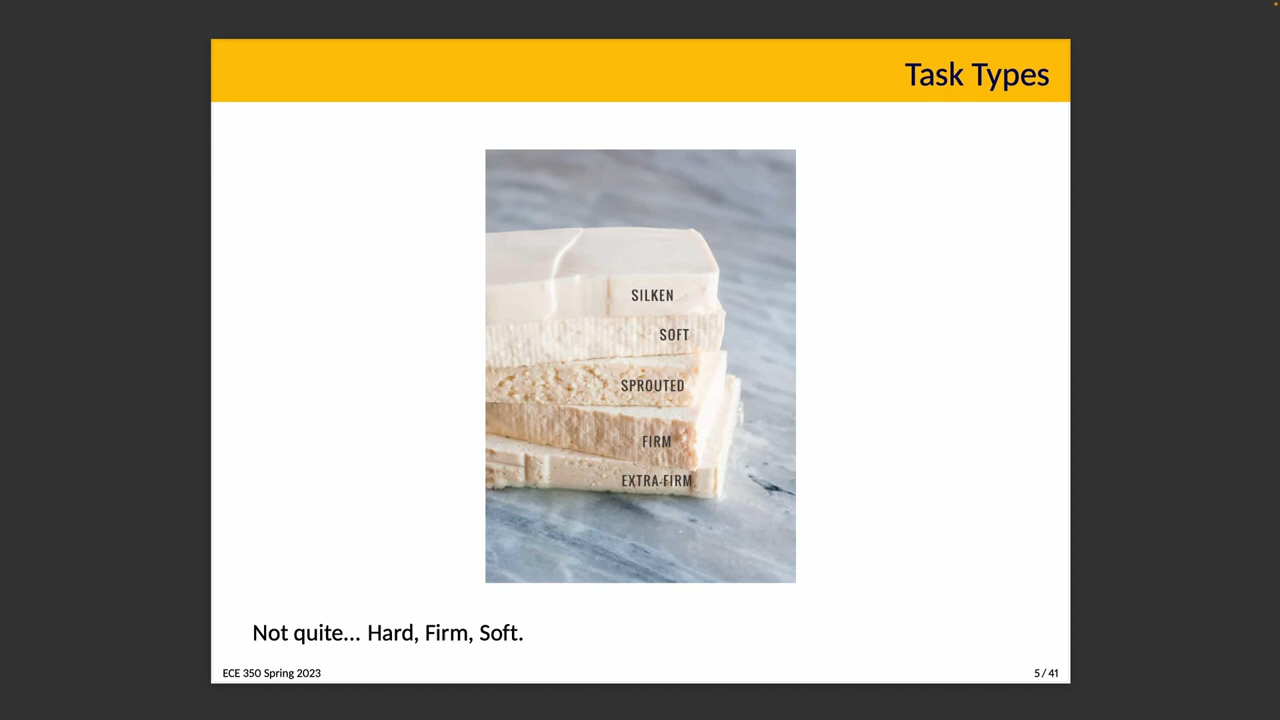 Task Types
SILKEN
SOFT
SPROUTED
FIRM
EXTRA-FIRM
Not quite... Hard, Firm, Soft.
ECE 350 Spring 2023
5 / 41